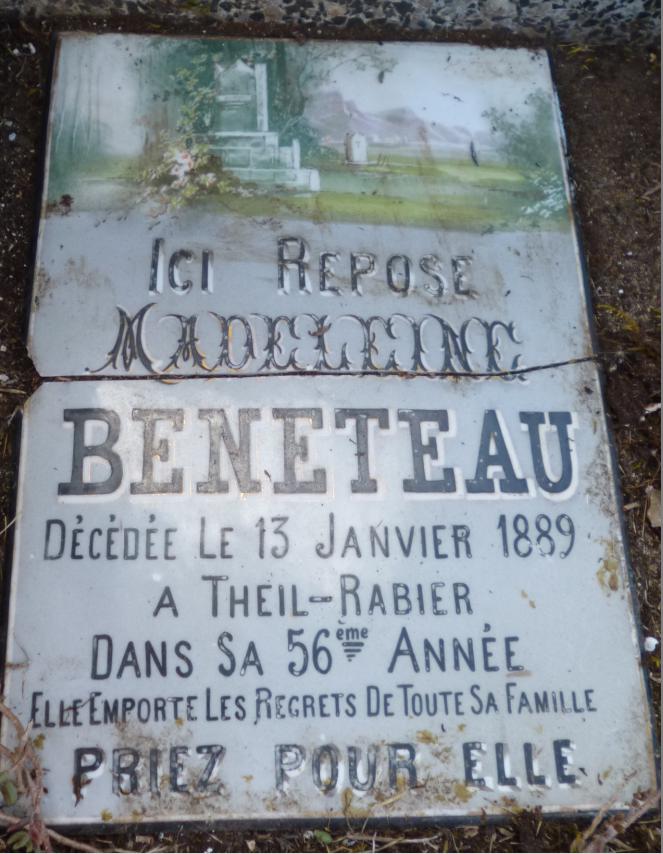 Ici Repose
Madeleine
BENETEAU
Décédée Le 13 Janvier 1889
A Theil-Rabier
Dans Sa 56ème Année
Elle Emporte Les Regrets De Toute Sa Famille
PRIEZ POUR ELLE